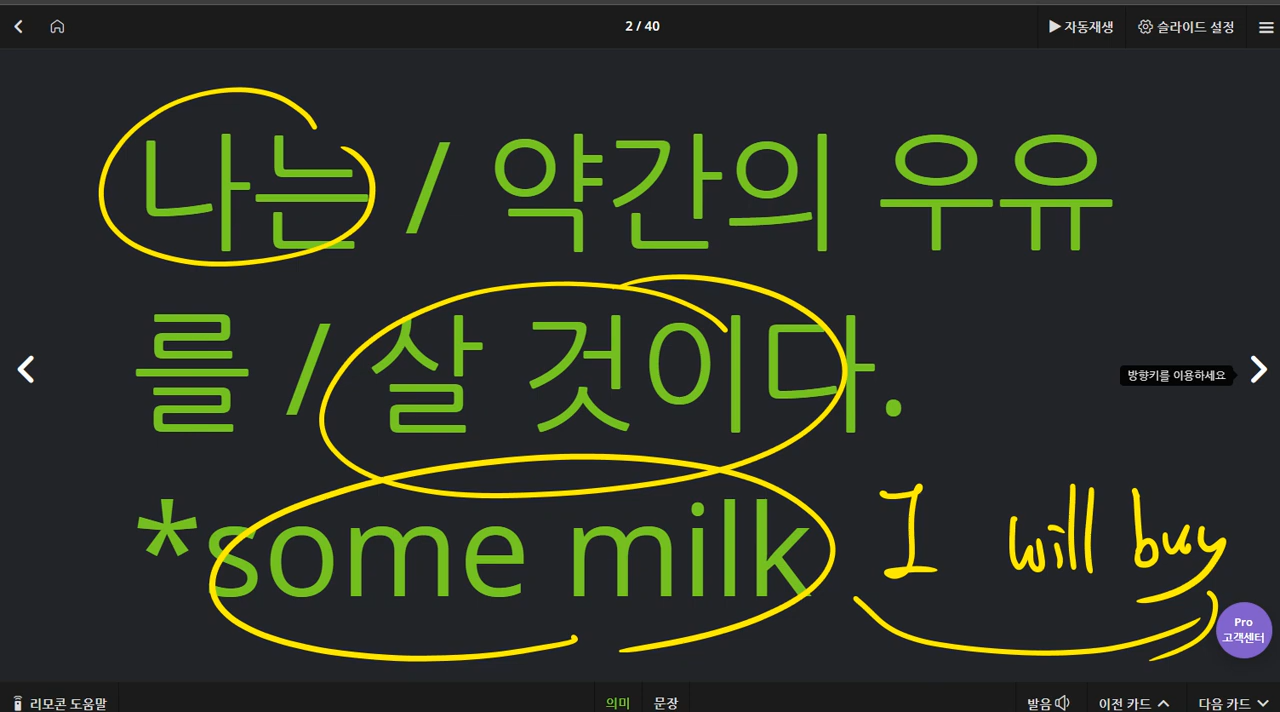 2 / 40
자동재생
슬라이드 설정
나는 / 약간의 우유
를 / 살 것이다.
방향키를 이용하세요
*some milk
I will buy
Pro
고객센터
리모콘 도움말
의미
문장
발음
이전 카드
다음 카드